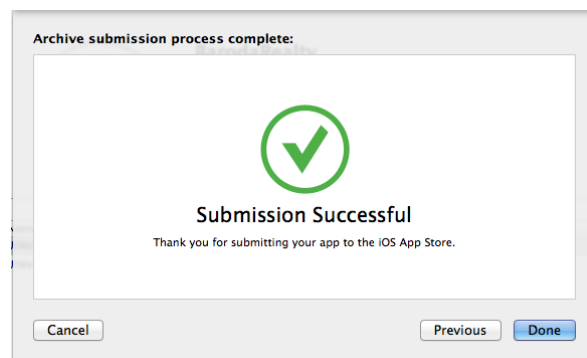 Archive submission process complete:
BarodaRealty
Submission Successful
Thank you for submitting your app to the iOS App Store.
Cancel
Previous
Done